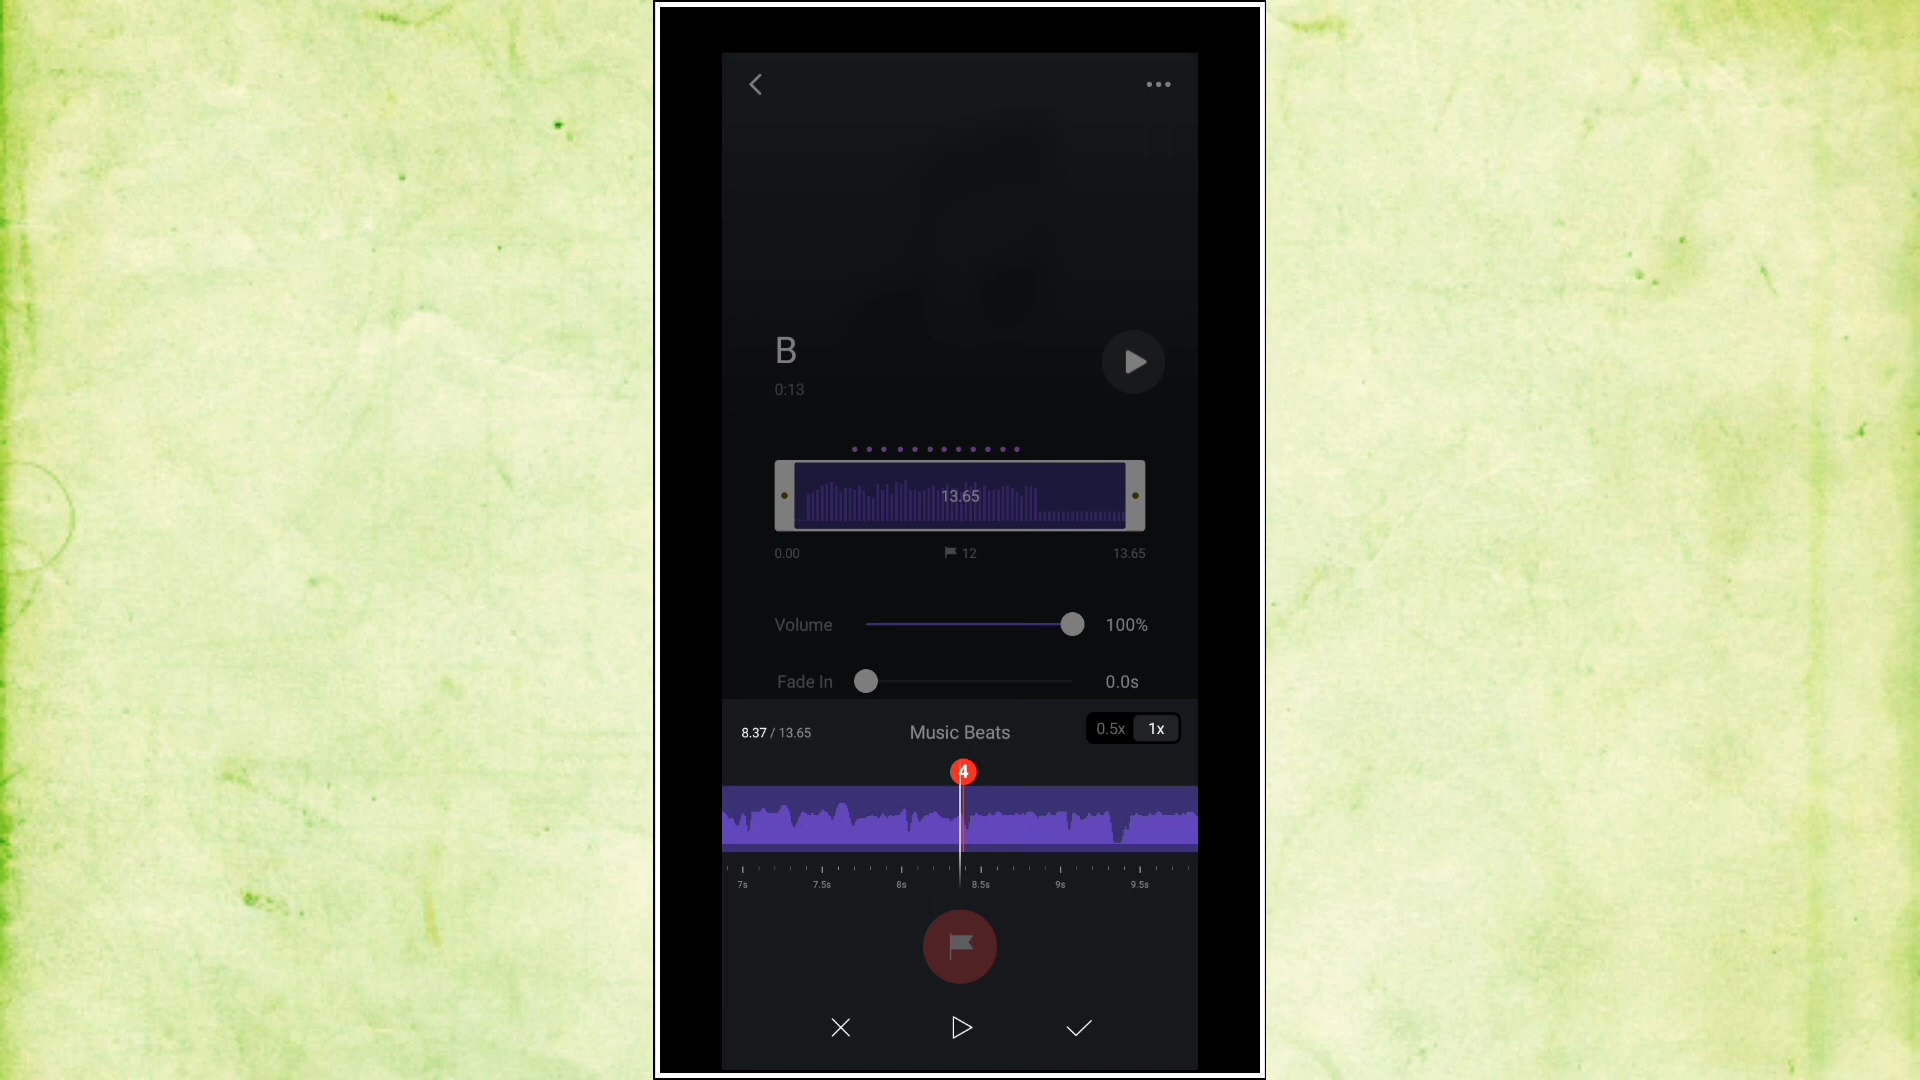 B
0:13
13.65
0.00 12 13.65
Volume 100%
Fade In 0.0s
8.37 / 13.65 Music Beats 0.5x 1x
4
7s 7.5s 8s 8.5s 9s 9.5s